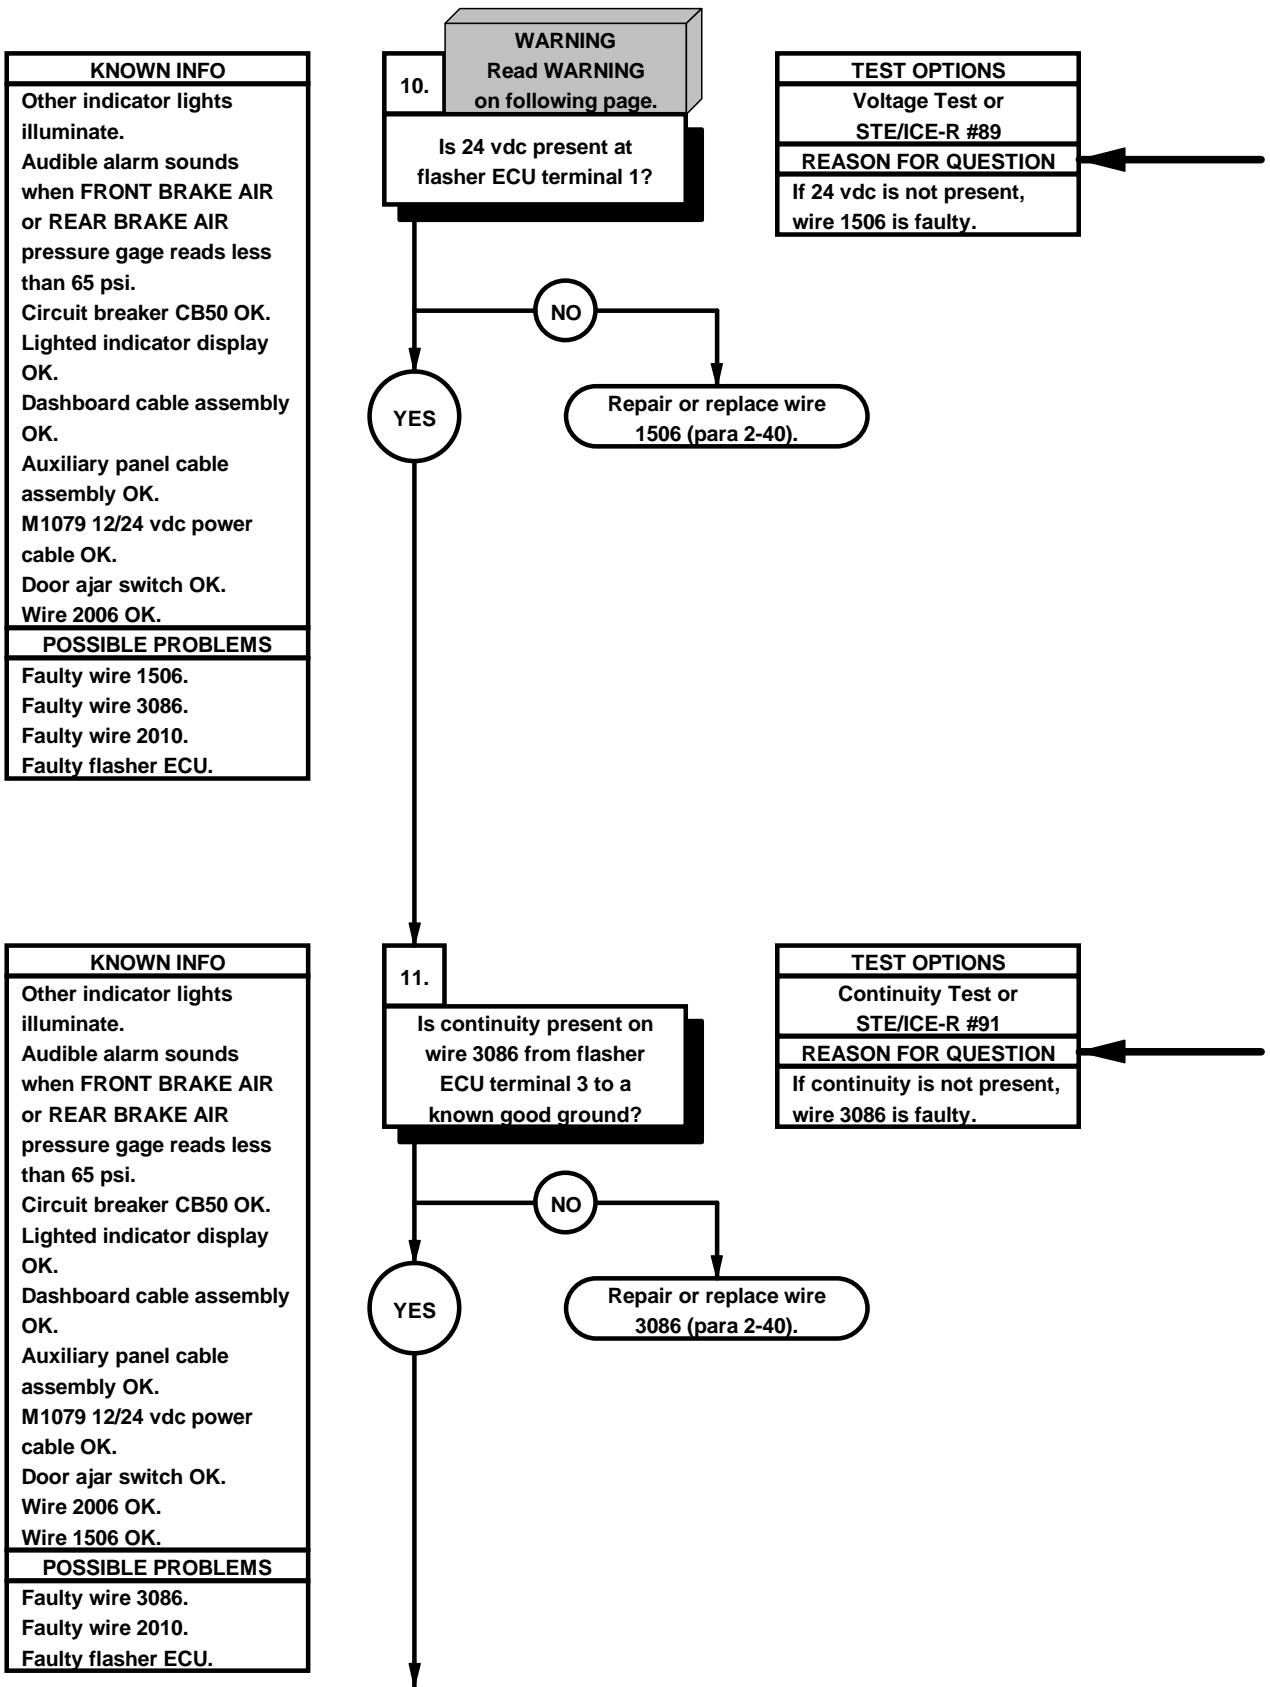 KNOWN INFO
Other indicator lights
illuminate.
Audible alarm sounds
when FRONT BRAKE AIR
or REAR BRAKE AIR
pressure gage reads less
than 65 psi.
Circuit breaker CB50 OK.
Lighted indicator display
OK.
Dashboard cable assembly
OK.
Auxiliary panel cable
assembly OK.
M1079 12/24 vdc power
cable OK.
Door ajar switch OK.
Wire 2006 OK.
POSSIBLE PROBLEMS
Faulty wire 1506.
Faulty wire 3086.
Faulty wire 2010.
Faulty flasher ECU.
WARNING
Read WARNING
on following page.
10.
Is 24 vdc present at
flasher ECU terminal 1?
NO
YES
Repair or replace wire
1506 (para 2-40).
TEST OPTIONS
Voltage Test or
STE/ICE-R #89
REASON FOR QUESTION
If 24 vdc is not present,
wire 1506 is faulty.
KNOWN INFO
Other indicator lights
illuminate.
Audible alarm sounds
when FRONT BRAKE AIR
or REAR BRAKE AIR
pressure gage reads less
than 65 psi.
Circuit breaker CB50 OK.
Lighted indicator display
OK.
Dashboard cable assembly
OK.
Auxiliary panel cable
assembly OK.
M1079 12/24 vdc power
cable OK.
Door ajar switch OK.
Wire 2006 OK.
Wire 1506 OK.
POSSIBLE PROBLEMS
Faulty wire 3086.
Faulty wire 2010.
Faulty flasher ECU.
11.
Is continuity present on
wire 3086 from flasher
ECU terminal 3 to a
known good ground?
NO
YES
Repair or replace wire
3086 (para 2-40).
TEST OPTIONS
Continuity Test or
STE/ICE-R #91
REASON FOR QUESTION
If continuity is not present,
wire 3086 is faulty.